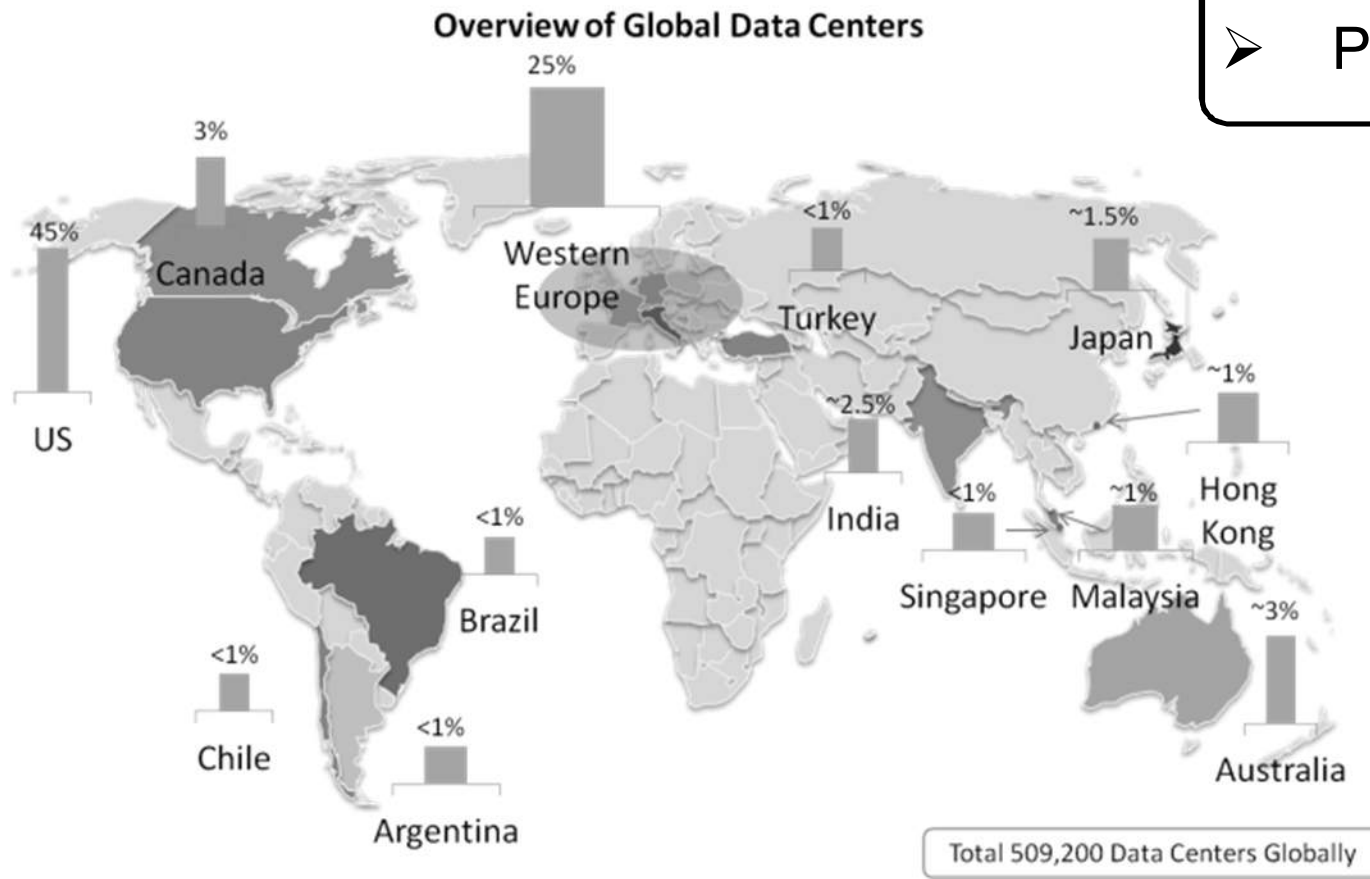 Overview of Global Data Centers
➢ P
25%
3%
45%
<1%
~1.5%
Western
Europe
Canada
Turkey
Japan
~1%
~2.5%
US
Hong
Kong
India
<1%
~1%
<1%
Singapore
Malaysia
Brazil
~3%
<1%
Chile
<1%
Australia
Argentina
Total 509,200 Data Centers Globally